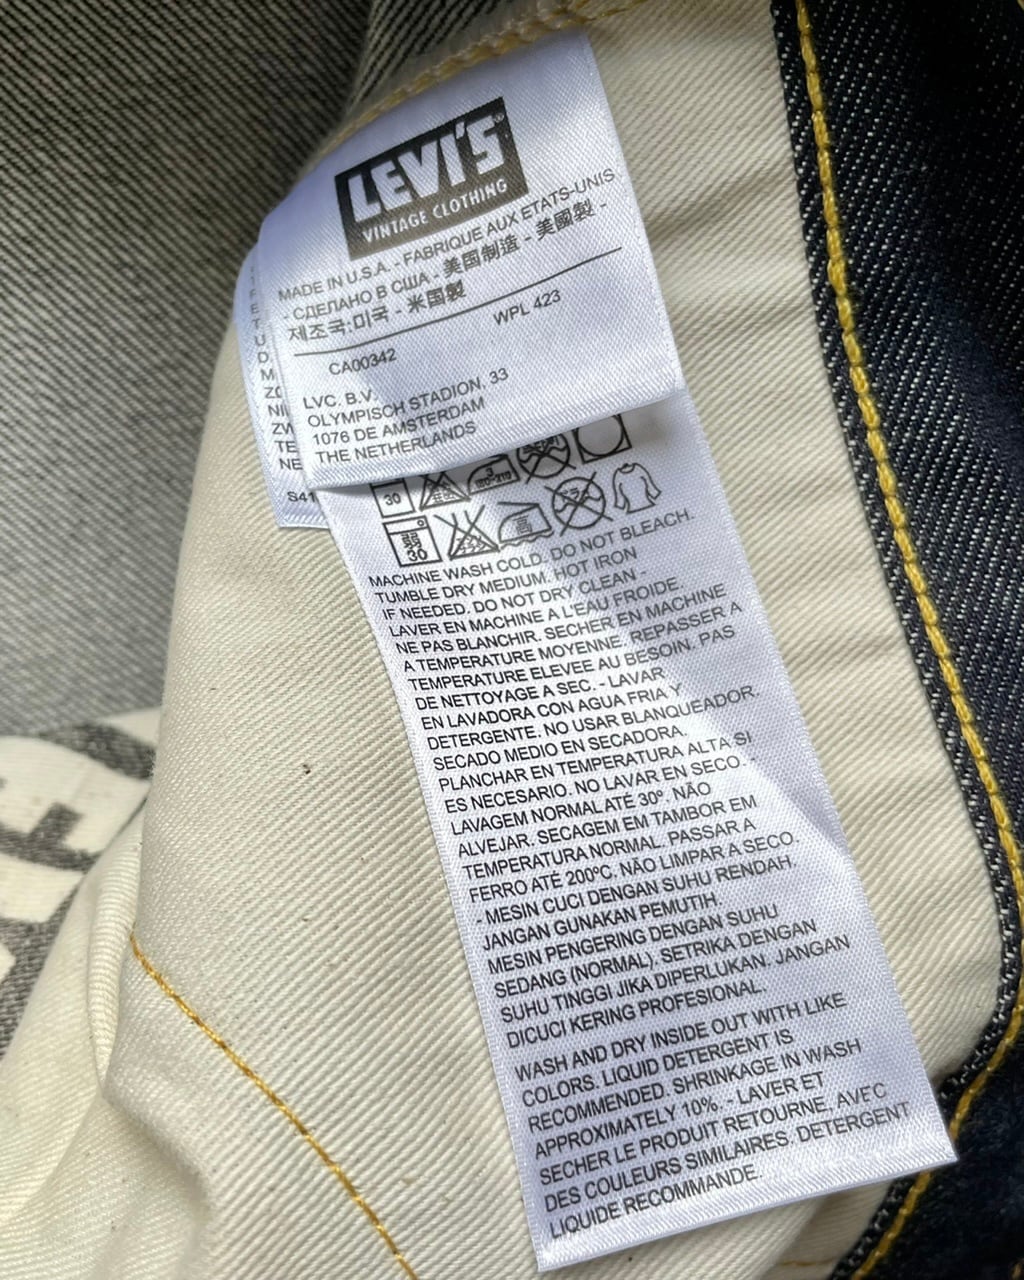 LEVI'S®
VINTAGE CLOTHING
MADE IN U.S.A. - FABRIQUE AUX ETATS-UNIS
- СДЕЛАНО В США - 美国制造 - 美國製 -
제조국:미국 - 米国製
WPL 423
CA00342
LVC. B.V.
OLYMPISCH STADION. 33
1076 DE AMSTERDAM
THE NETHERLANDS
S41
30
弱
30
高
MACHINE WASH COLD. DO NOT BLEACH.
TUMBLE DRY MEDIUM. HOT IRON
IF NEEDED. DO NOT DRY CLEAN -
LAVER EN MACHINE A L'EAU FROIDE
NE PAS BLANCHIR. SECHER EN MACHINE
A TEMPERATURE MOYENNE. REPASSER A
TEMPERATURE ELEVEE AU BESOIN. PAS
DE NETTOYAGE A SEC. - LAVAR
EN LAVADORA CON AGUA FRIA Y
DETERGENTE. NO USAR BLANQUEADOR.
SECADO MEDIO EN SECADORA.
PLANCHAR EN TEMPERATURA ALTA SI
ES NECESARIO. NO LAVAR EN SECO.
LAVAGEM NORMAL ATÉ 30º. NÃO
ALVEJAR. SECAGEM EM TAMBOR EM
TEMPERATURA NORMAL. PASSAR A
FERRO ATÉ 200ºC. NÃO LIMPAR A SECO.
- MESIN CUCI DENGAN SUHU RENDAH.
JANGAN GUNAKAN PEMUTIH.
MESIN PENGERING DENGAN SUHU
SEDANG (NORMAL). SETRIKA DENGAN
SUHU TINGGI JIKA DIPERLUKAN. JANGAN
DICUCI KERING PROFESIONAL.
WASH AND DRY INSIDE OUT WITH LIKE
COLORS. LIQUID DETERGENT IS
RECOMMENDED. SHRINKAGE IN WASH
APPROXIMATELY 10%. - LAVER ET
SECHER LE PRODUIT RETOURNE, AVEC
DES COULEURS SIMILAIRES. DETERGENT
LIQUIDE RECOMMANDE.